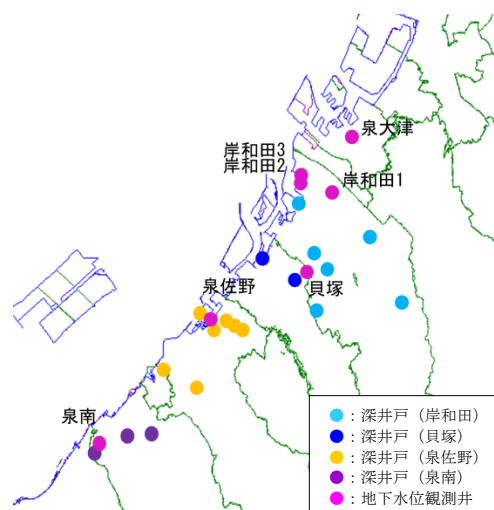 泉大津
岸和田3
岸和田2
岸和田1
貝塚
泉佐野
泉南
：深井戸（岸和田）
：深井戸（貝塚）
：深井戸（泉佐野）
：深井戸（泉南）
：地下水位観測井